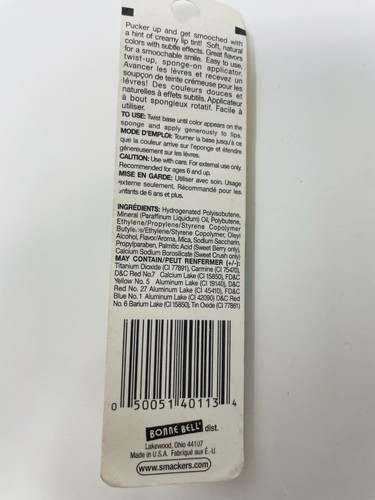 Pucker up and get smooched with
a hint of creamy lip tint! Soft, natural
colors with subtle effects. Great flavors
for a smoochable smile. Easy to use,
twist-up, sponge-on applicator.
Avancer les lèvres et recevez un
soupçon de teinte crémeuse pour les
lèvres! Des couleurs douces et
naturelles à effets subtils. Applicateur
à bout spongieux rotatif. Facile à
utiliser.
TO USE: Twist base until color appears on the
sponge and apply generously to lips.
MODE D'EMPLOI: Tourner la base jusqu'à ce
que la couleur arrive sur l'eponge et étendre
généreusement sur les lèvres.
CAUTION: Use with care. For external use only.
Recommended for ages 6 and up.
MISE EN GARDE: Utiliser avec soin. Usage
externe seulement. Récommandé pour les
enfants de 6 ans et plus.
INGRÉDIENTS: Hydrogenated Polyisobutene,
Mineral (Paraffinum Liquidum) Oil, Polybutene,
Ethylene/Propylene/Styrene Copolymer
Butylene/Ethylene/Styrene Copolymer, Oleyl
Alcohol, Flavor/Aroma, Mica, Sodium Saccharin,
Propylparaben, Palmitic Acid (Sweet Berry only),
Calcium Sodium Borosilicate (Sweet Crush only)
MAY CONTAIN/PEUT RENFERMER (+/-):
Titanium Dioxide (CI 77891), Carmine (CI 75470),
D&C Red No.7 Calcium Lake (CI 15850), FD&C
Yellow No. 5 Aluminum Lake (CI 19140), D&C
Red No. 27 Aluminum Lake (CI 45410), FD&C
Blue No. 1 Aluminum Lake (CI 42090) D&C Red
No. 6 Barium Lake (CI 15850), Tin Oxide (CI 77861)
0 50051 40113 4
BONNE BELL® dist.
Lakewood, Ohio 44107
Made in U.S.A. Fabriqué aux É.-U.
www.smackers.com